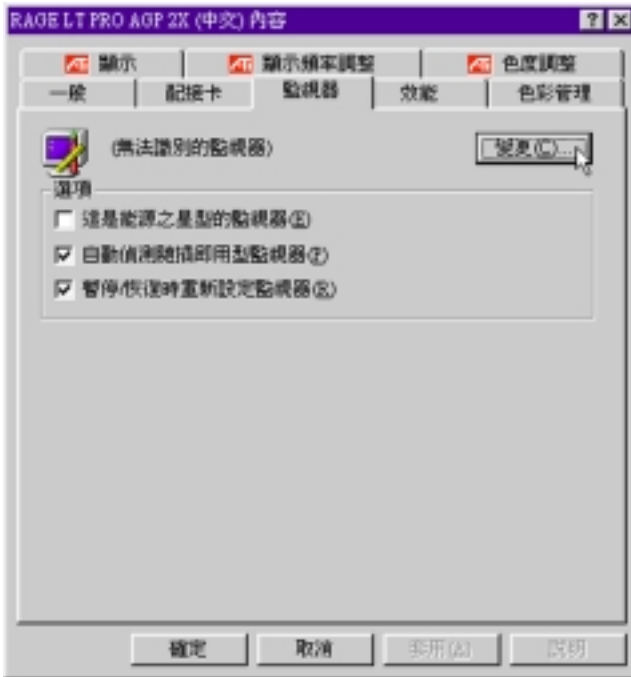 RAGE LT PRO AGP 2X (中文) 內容
顯示
顯示頻率調整
色度調整
一般
配接卡
監視器
效能
色彩管理
(無法識別的監視器)
變更(C)...
選項
這是能源之星型的監視器(E)
自動偵測隨插即用型監視器(P)
暫停/恢復時重新設定監視器(R)
確定
取消
套用(A)
說明